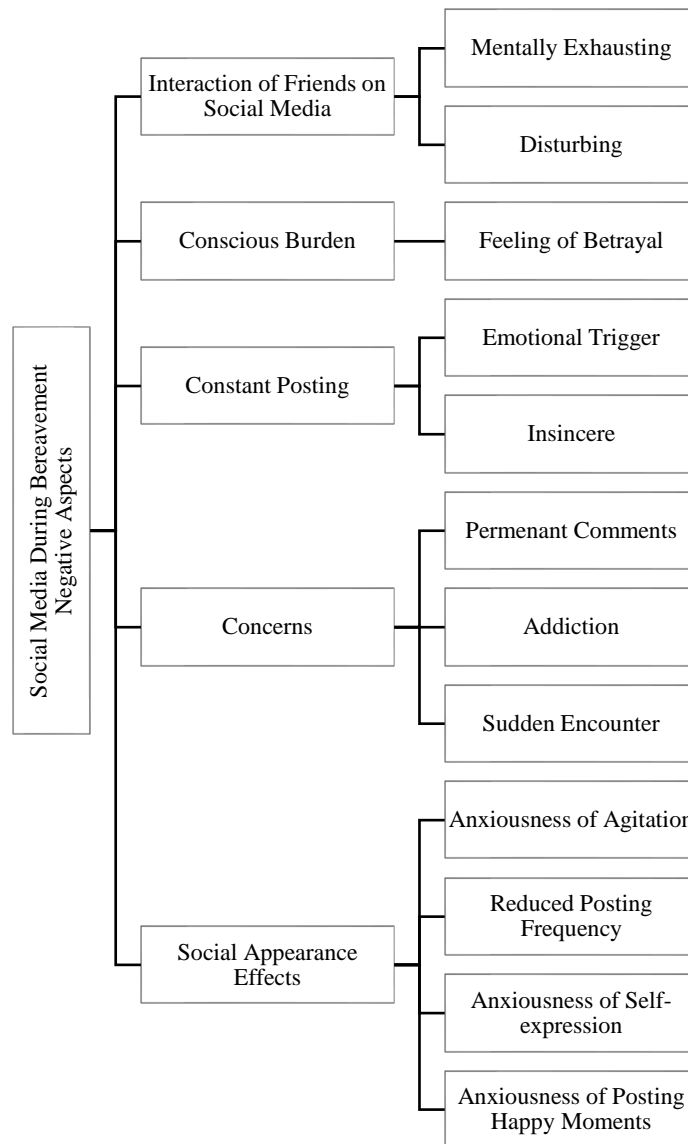 Social Media During Bereavement
Negative Aspects
Interaction of Friends on
Social Media
Mentally Exhausting
Disturbing
Conscious Burden
Feeling of Betrayal
Constant Posting
Emotional Trigger
Insincere
Concerns
Permenant Comments
Addiction
Sudden Encounter
Social Appearance
Effects
Anxiousness of Agitation
Reduced Posting
Frequency
Anxiousness of Self-
expression
Anxiousness of Posting
Happy Moments